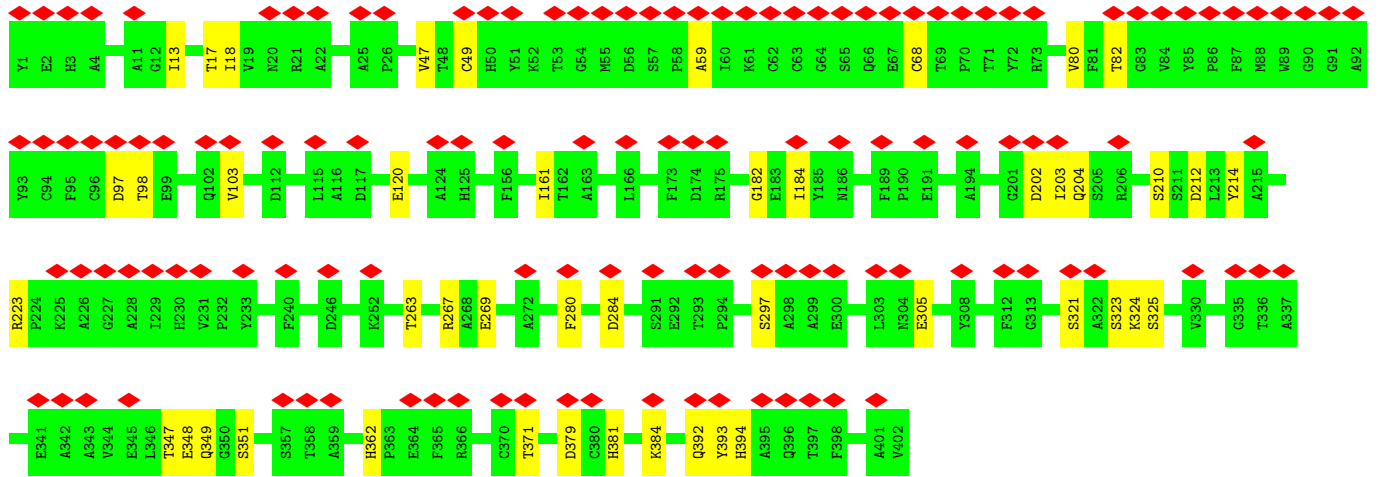 Y1 E2 H3 A4 A11 G12 I13 T17 I18 V19 N20 R21 A22 A25 P26 V47 T48 C49 H50 Y51 K52 T53 G54 M55 D56 S57 P58 A59 I60 K61 C62 C63 G64 S65 Q66 E67 C68 T69 P70 T71 Y72 R73 V80 F81 T82 G83 V84 Y85 P86 F87 M88 W89 G90 G91 A92
Y93 C94 F95 C96 D97 T98 E99 Q102 V103 D112 L115 A116 D117 E120 A124 H125 F156 I161 T162 A163 L166 F173 D174 R175 G182 E183 I184 Y185 N186 F189 P190 E191 A194 G201 D202 I203 Q204 S205 R206 S210 S211 D212 L213 Y214 A215
R223 P224 K225 A226 G227 A228 I229 H230 V231 P232 Y233 F240 D246 K252 T263 R267 A268 E269 A272 F280 D284 S291 E292 T293 P294 S297 A298 A299 E300 L303 N304 E305 Y308 F312 G313 S321 A322 S323 K324 S325 V330 G335 T336 A337
E341 A342 A343 V344 E345 L346 T347 E348 Q349 G350 S351 S357 T358 A359 H362 P363 E364 F365 R366 C370 T371 D379 C380 H381 K384 Q392 Y393 H394 A395 Q396 T397 F398 A401 V402